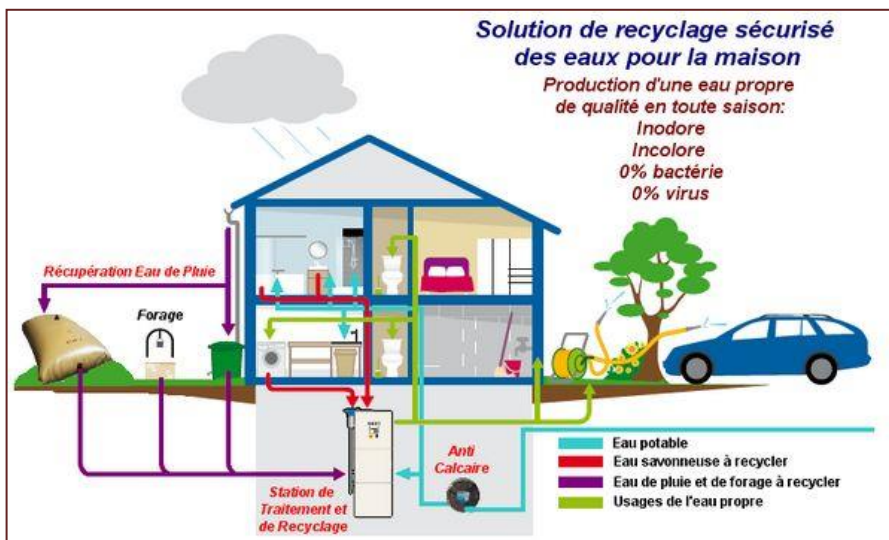 Solution de recyclage sécurisé
des eaux pour la maison
Production d'une eau propre
de qualité en toute saison:
Inodore
Incolore
0% bactérie
0% virus
Récupération Eau de Pluie
Forage
Anti
Calcaire
Station de
Traitement et
de Recyclage
Eau potable
Eau savonneuse à recycler
Eau de pluie et de forage à recycler
Usages de l'eau propre